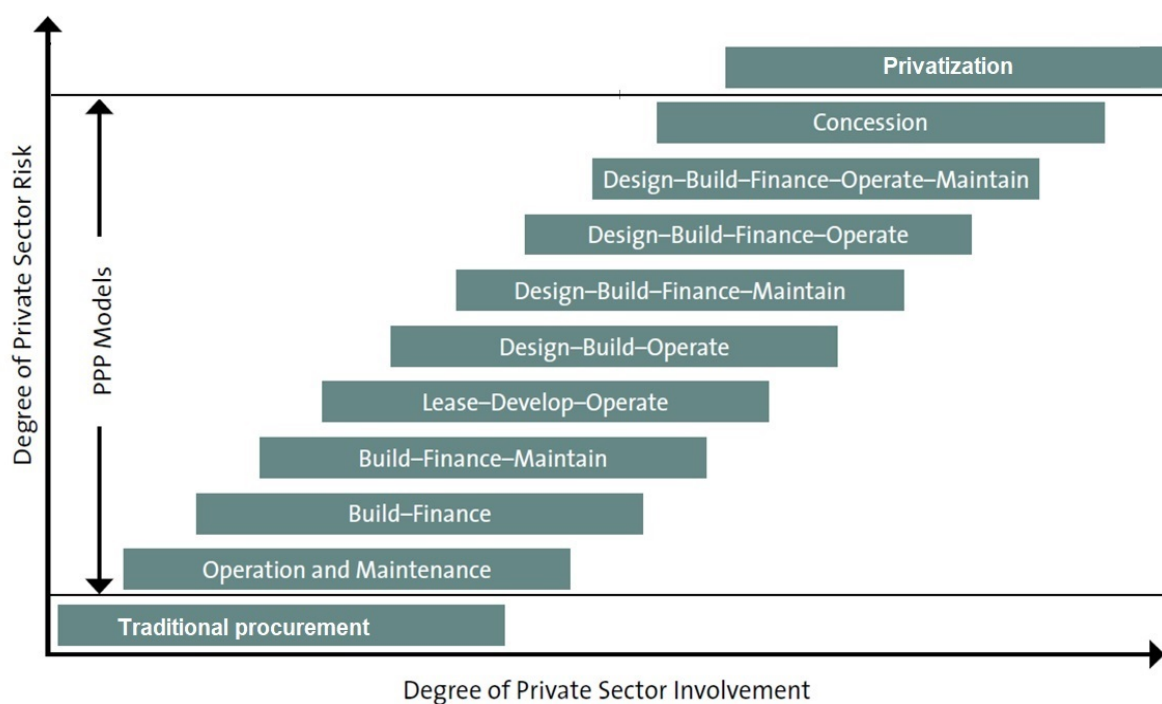 Privatization
Concession
Design–Build–Finance–Operate–Maintain
Design–Build–Finance–Operate
Design–Build–Finance–Maintain
Design–Build–Operate
Lease–Develop–Operate
Build–Finance–Maintain
Build–Finance
Operation and Maintenance
Traditional procurement
Degree of Private Sector Risk
PPP Models
Degree of Private Sector Involvement